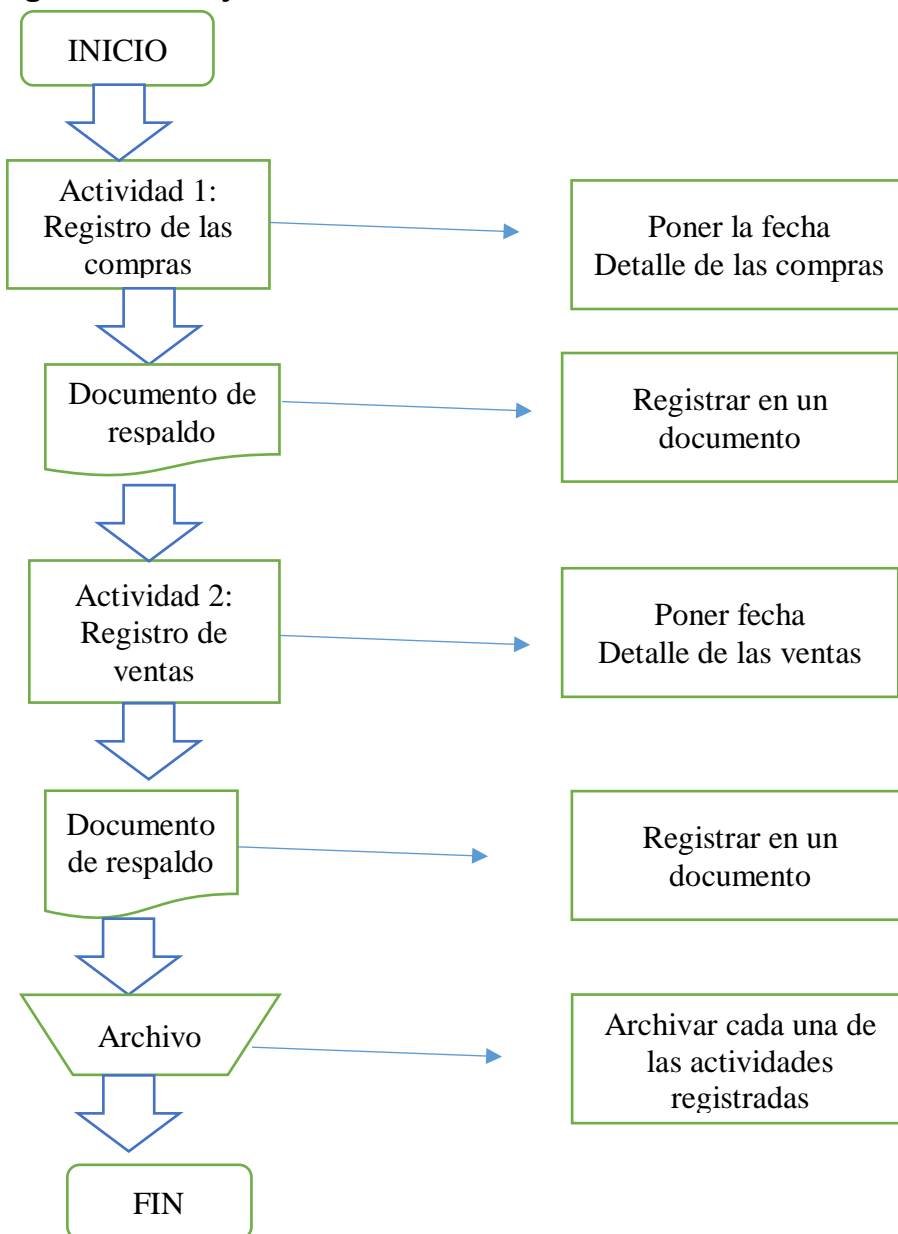 INICIO
Actividad 1:
Registro de las
compras
Poner la fecha
Detalle de las compras
Documento de
respaldo
Registrar en un
documento
Actividad 2:
Registro de
ventas
Poner fecha
Detalle de las ventas
Documento
de respaldo
Registrar en un
documento
Archivo
Archivar cada una de
las actividades
registradas
FIN